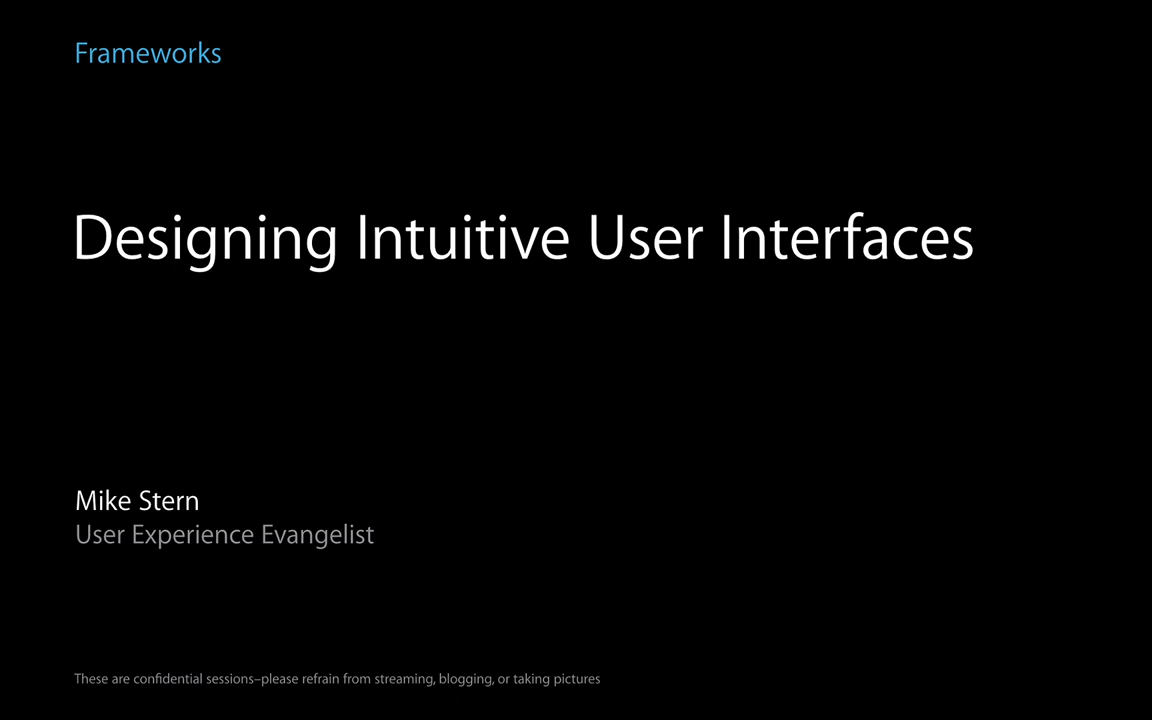 Frameworks
Designing Intuitive User Interfaces
Mike Stern
User Experience Evangelist
These are confidential sessions–please refrain from streaming, blogging, or taking pictures